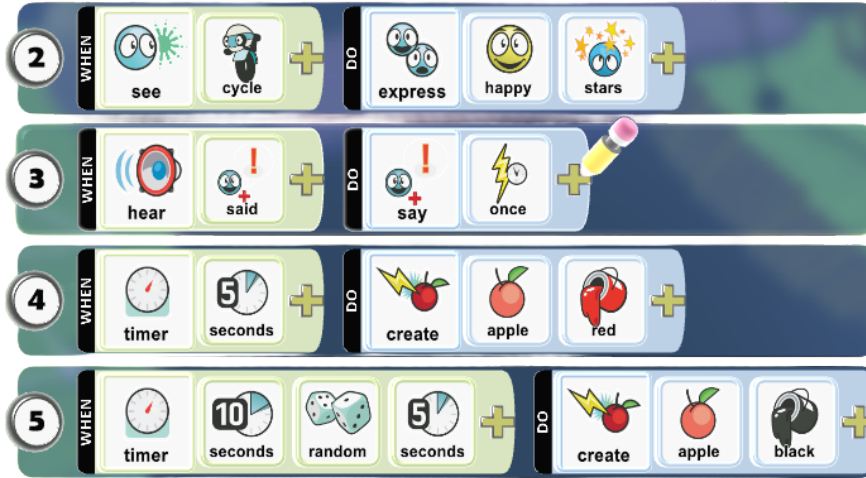 2 WHEN see cycle DO express happy stars
3 WHEN hear said DO say once
4 WHEN timer 5 seconds DO create apple red
5 WHEN timer 10 seconds random 5 seconds DO create apple black